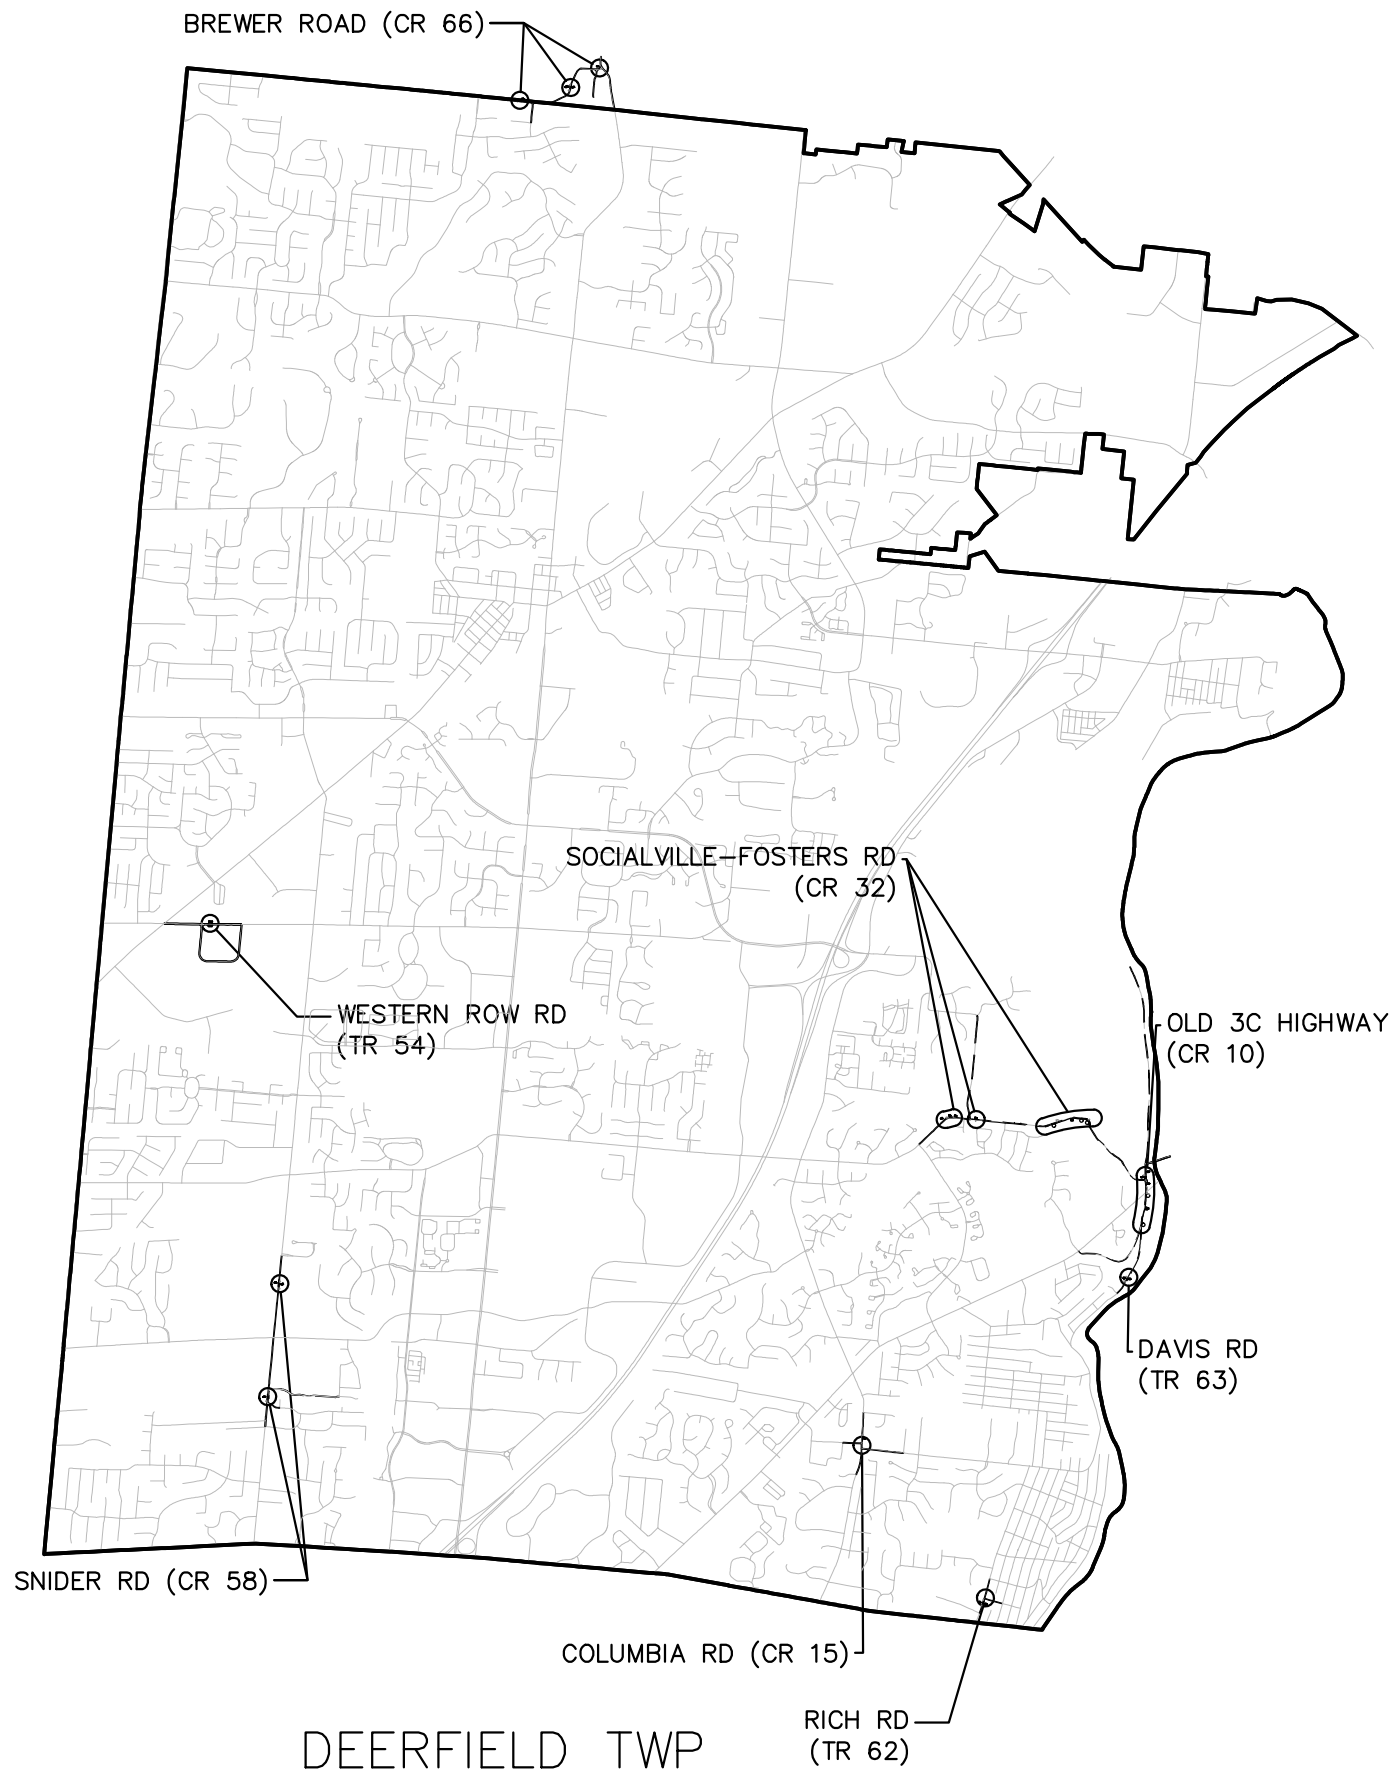 BREWER ROAD (CR 66)
SOCIALVILLE-FOSTERS RD
(CR 32)
WESTERN ROW RD
(TR 54)
OLD 3C HIGHWAY
(CR 10)
DAVIS RD
(TR 63)
SNIDER RD (CR 58)
COLUMBIA RD (CR 15)
RICH RD
(TR 62)
DEERFIELD TWP